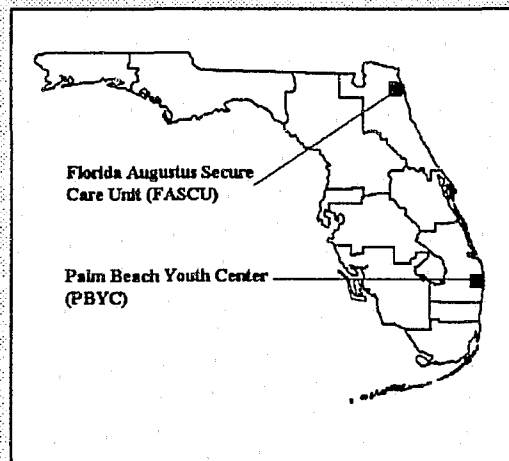 Florida Augustus Secure
Care Unit (FASCU)
Palm Beach Youth Center
(PBYC)